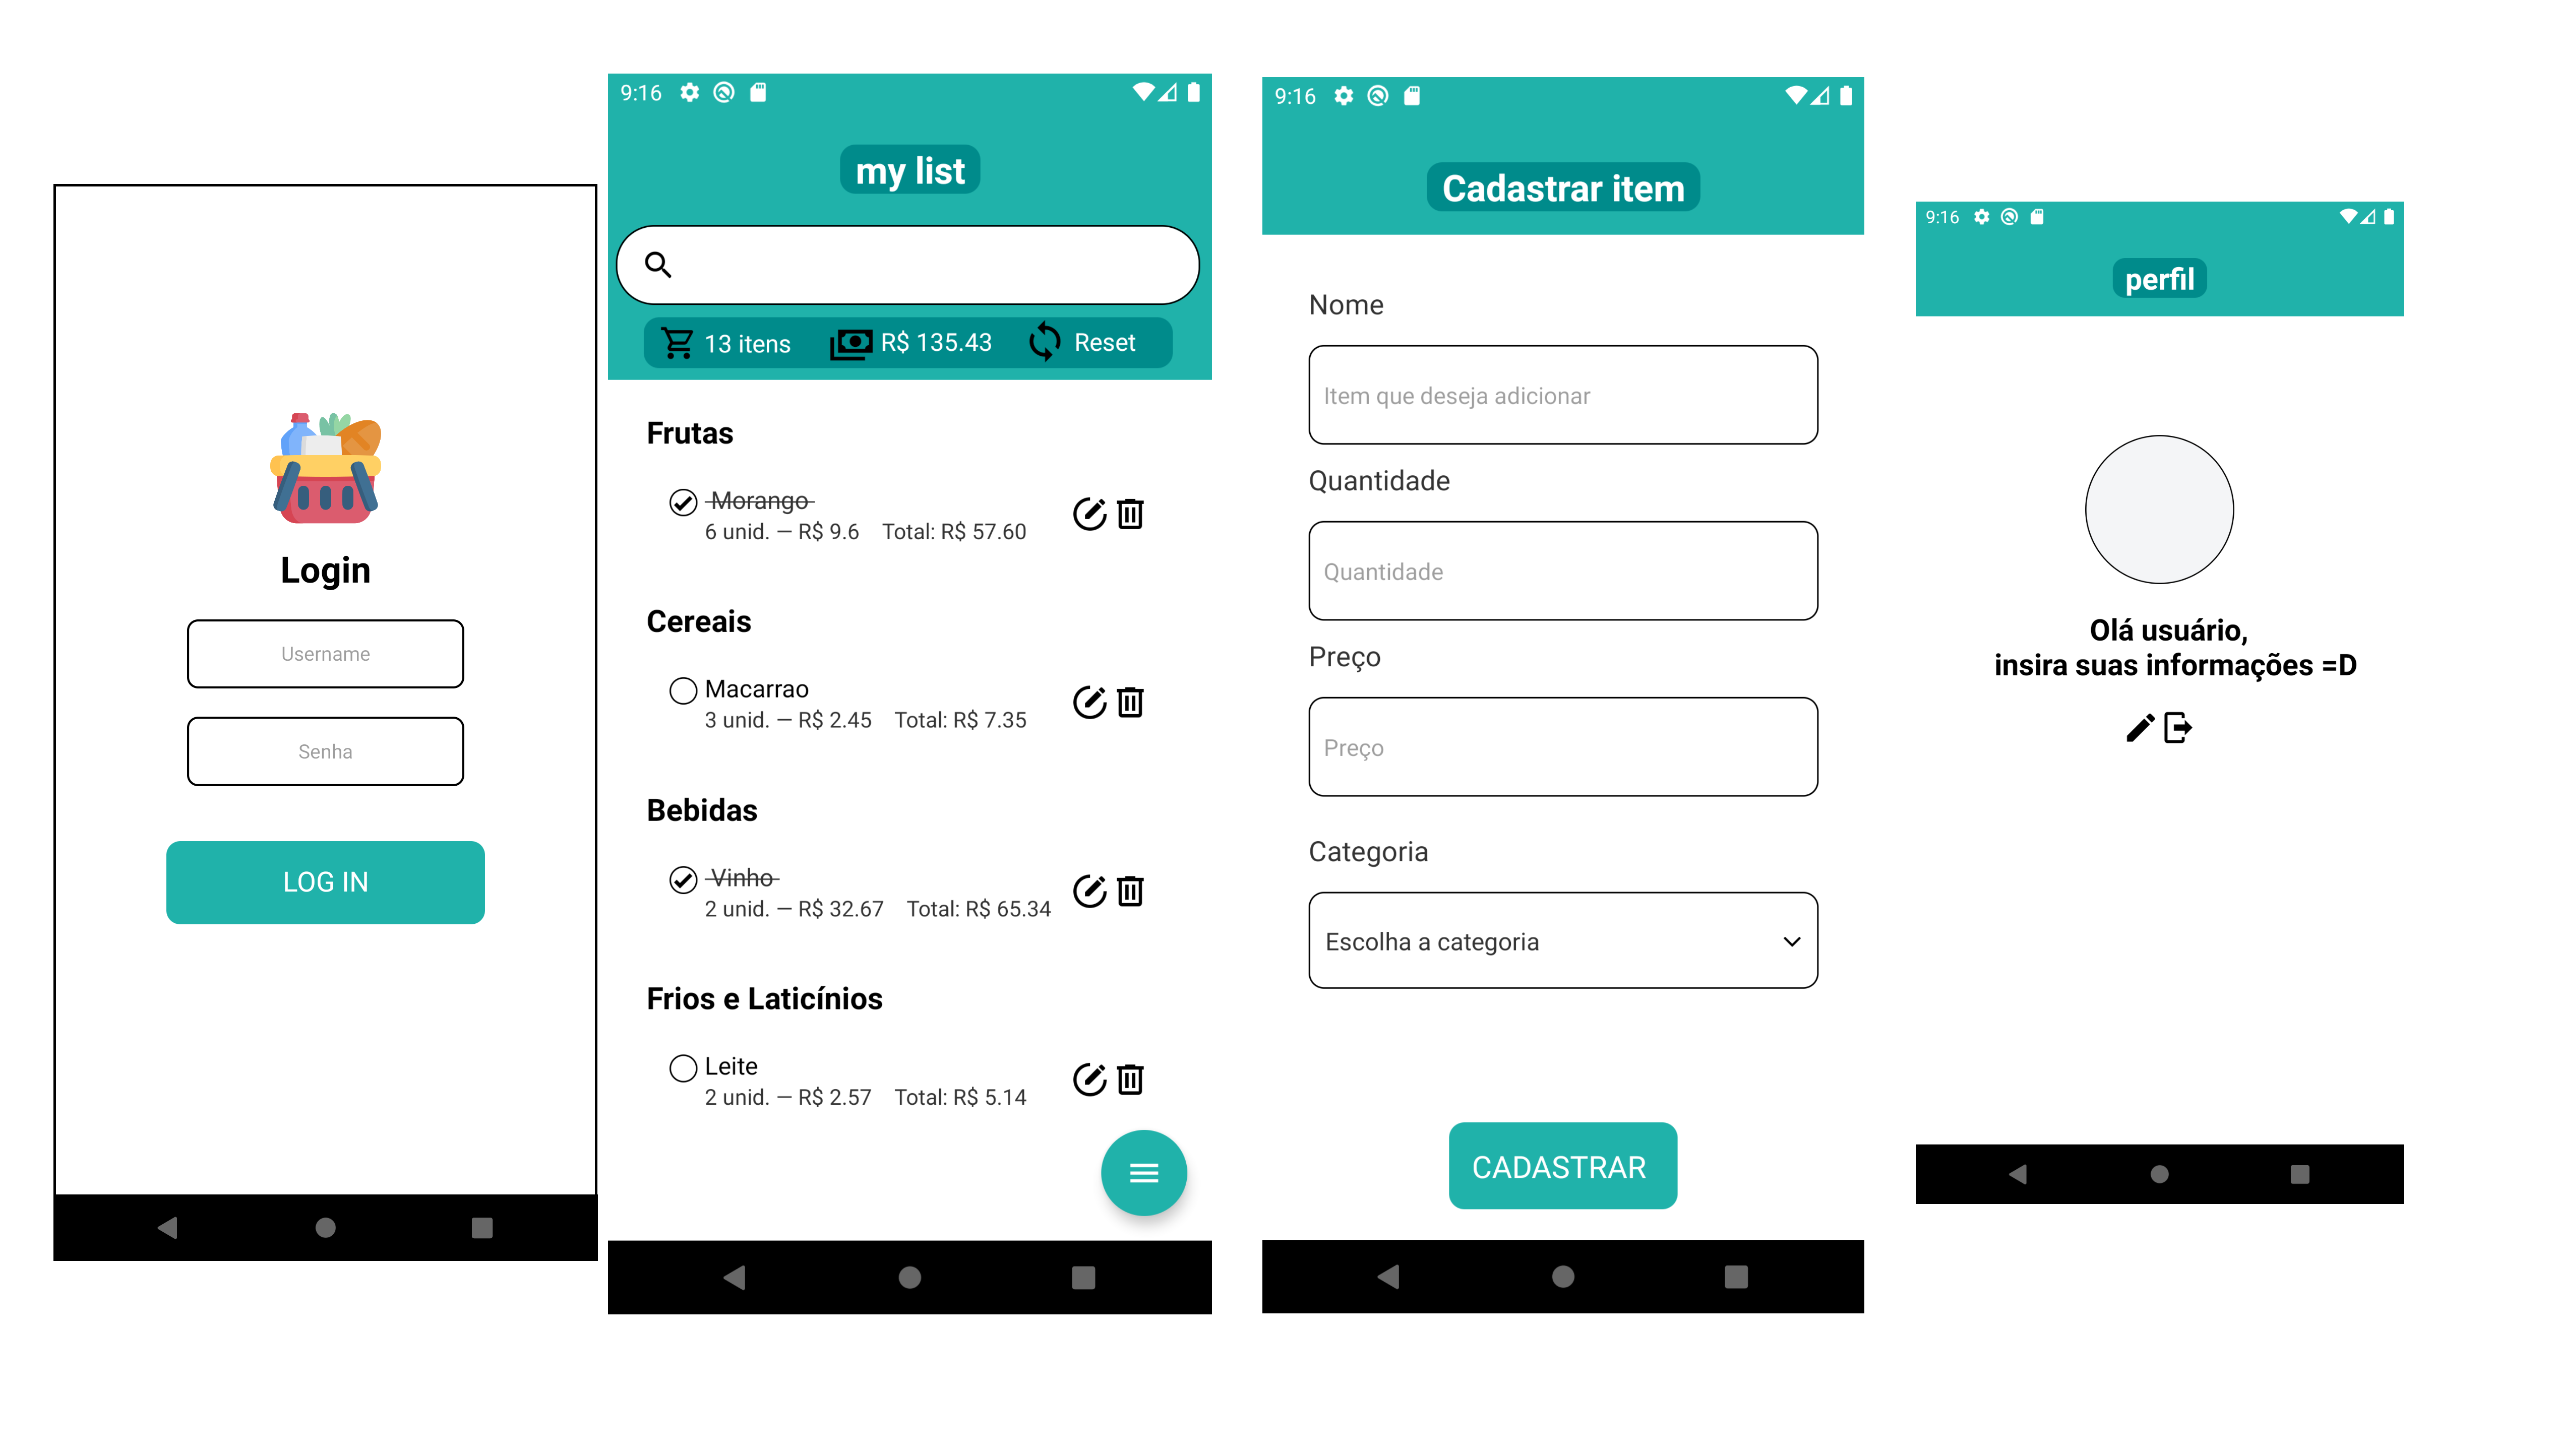 Login
Username
Senha
LOG IN
9:16
my list
13 itens R$ 135.43 Reset
Frutas
Morango
6 unid. — R$ 9.6 Total: R$ 57.60
Cereais
Macarrao
3 unid. — R$ 2.45 Total: R$ 7.35
Bebidas
Vinho
2 unid. — R$ 32.67 Total: R$ 65.34
Frios e Laticínios
Leite
2 unid. — R$ 2.57 Total: R$ 5.14
9:16
Cadastrar item
Nome
Item que deseja adicionar
Quantidade
Quantidade
Preço
Preço
Categoria
Escolha a categoria
CADASTRAR
9:16
perfil
Olá usuário,
insira suas informações =D